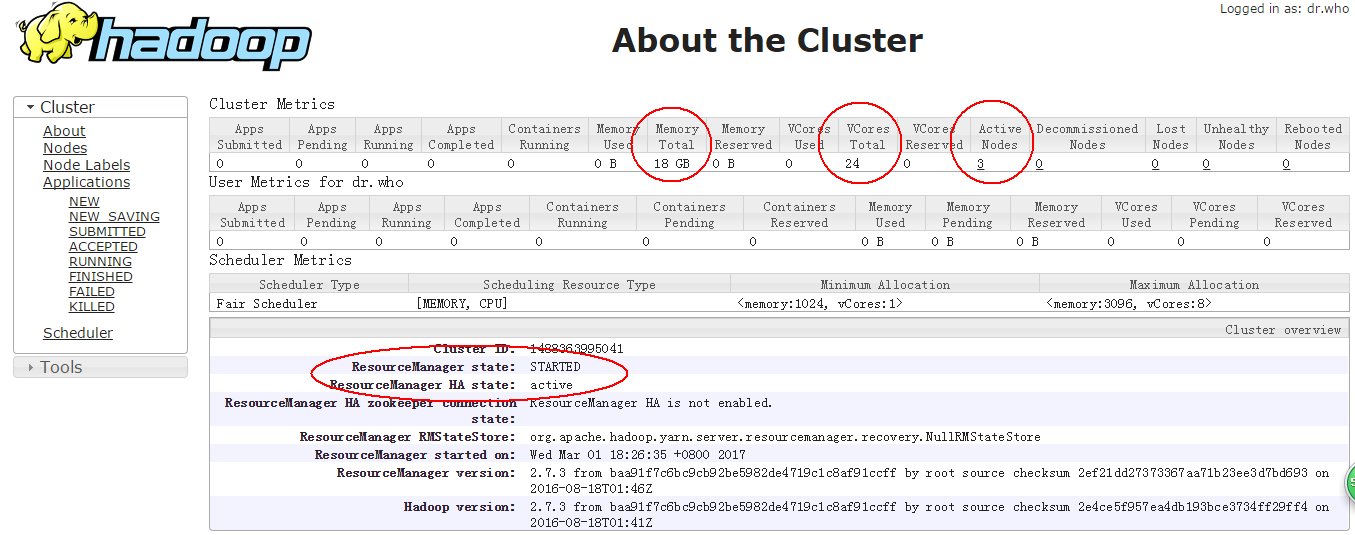 Logged in as: dr.who
hadoop
About the Cluster
Cluster
About
Nodes
Node Labels
Applications
NEW
NEW_SAVING
SUBMITTED
ACCEPTED
RUNNING
FINISHED
FAILED
KILLED
Scheduler
Tools
Cluster Metrics
Apps Submitted Apps Pending Apps Running Apps Completed Containers Running Memory Used Memory Total Memory Reserved VCores Used VCores Total VCores Reserved Active Nodes Decommissioned Nodes Lost Nodes Unhealthy Nodes Rebooted Nodes
0 0 0 0 0 0 B 18 GB 0 B 0 24 0 3 0 0 0 0
User Metrics for dr.who
Apps Submitted Apps Pending Apps Running Apps Completed Containers Running Containers Pending Containers Reserved Memory Used Memory Pending Memory Reserved VCores Used VCores Pending VCores Reserved
0 0 0 0 0 0 0 0 B 0 B 0 B 0 0 0
Scheduler Metrics
Scheduler Type Scheduling Resource Type Minimum Allocation Maximum Allocation
Fair Scheduler [MEMORY, CPU] <memory:1024, vCores:1> <memory:3096, vCores:8>
Cluster overview
Cluster ID: 1488363995041
ResourceManager state: STARTED
ResourceManager HA state: active
ResourceManager HA zookeeper connection state: ResourceManager HA is not enabled.
ResourceManager RMStateStore: org.apache.hadoop.yarn.server.resourcemanager.recovery.NullRMStateStore
ResourceManager started on: Wed Mar 01 18:26:35 +0800 2017
ResourceManager version: 2.7.3 from baa91f7c6bc9cb92be5982de4719c1c8af91ccff by root source checksum 2ef21dd27373367aa71b23ee3d7bd693 on
2016-08-18T01:46Z
Hadoop version: 2.7.3 from baa91f7c6bc9cb92be5982de4719c1c8af91ccff by root source checksum 2e4ce5f957ea4db193bce3734ff29ff4 on
2016-08-18T01:41Z